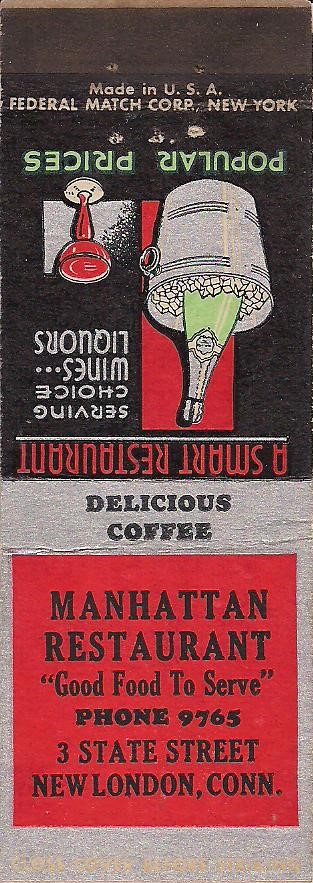 Made in U. S. A.
FEDERAL MATCH CORP., NEW YORK
POPULAR PRICES
SERVING
CHOICE
WINES...
LIQUORS
A SMART RESTAURANT
DELICIOUS
COFFEE
MANHATTAN
RESTAURANT
"Good Food To Serve"
PHONE 9765
3 STATE STREET
NEW LONDON, CONN.
CLOSE COVER BEFORE STRIKING